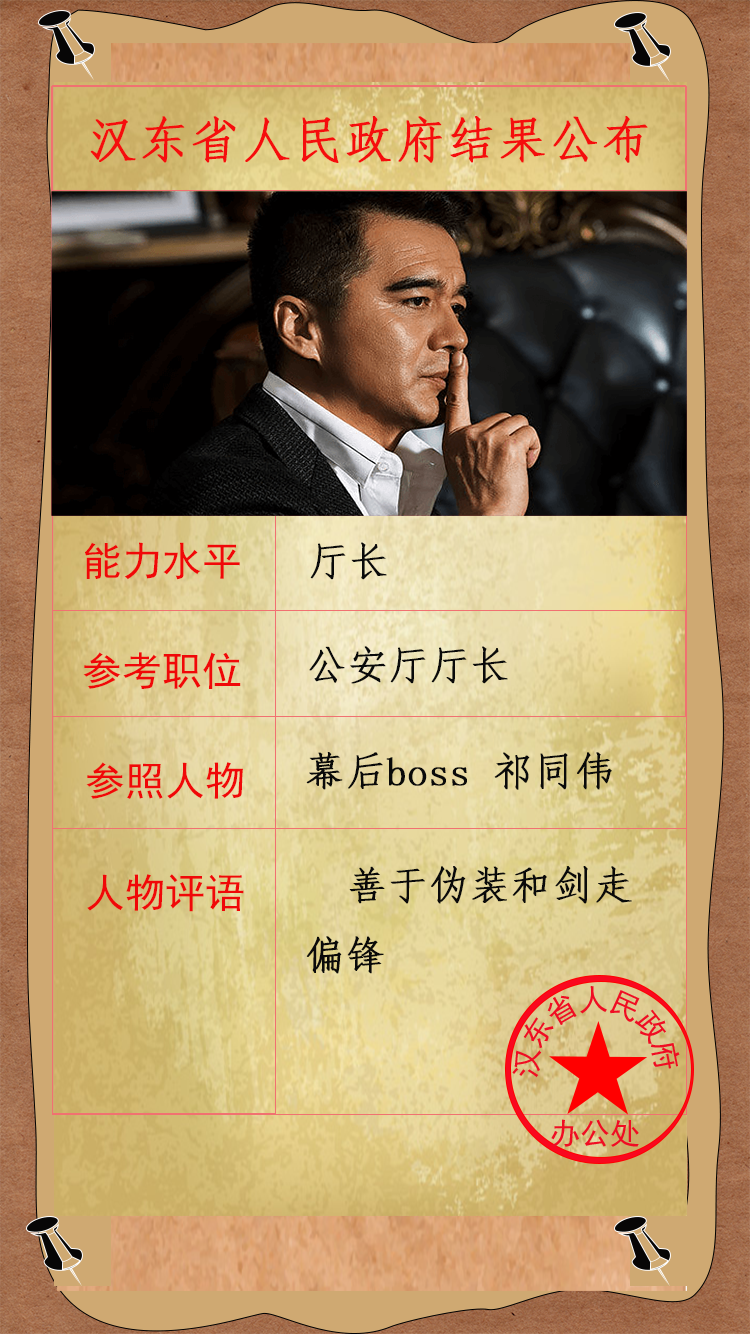 汉东省人民政府结果公布
能力水平 厅长
参考职位 公安厅厅长
参照人物 幕后boss 祁同伟
人物评语 善于伪装和剑走
偏锋
汉东省人民政府
办公处